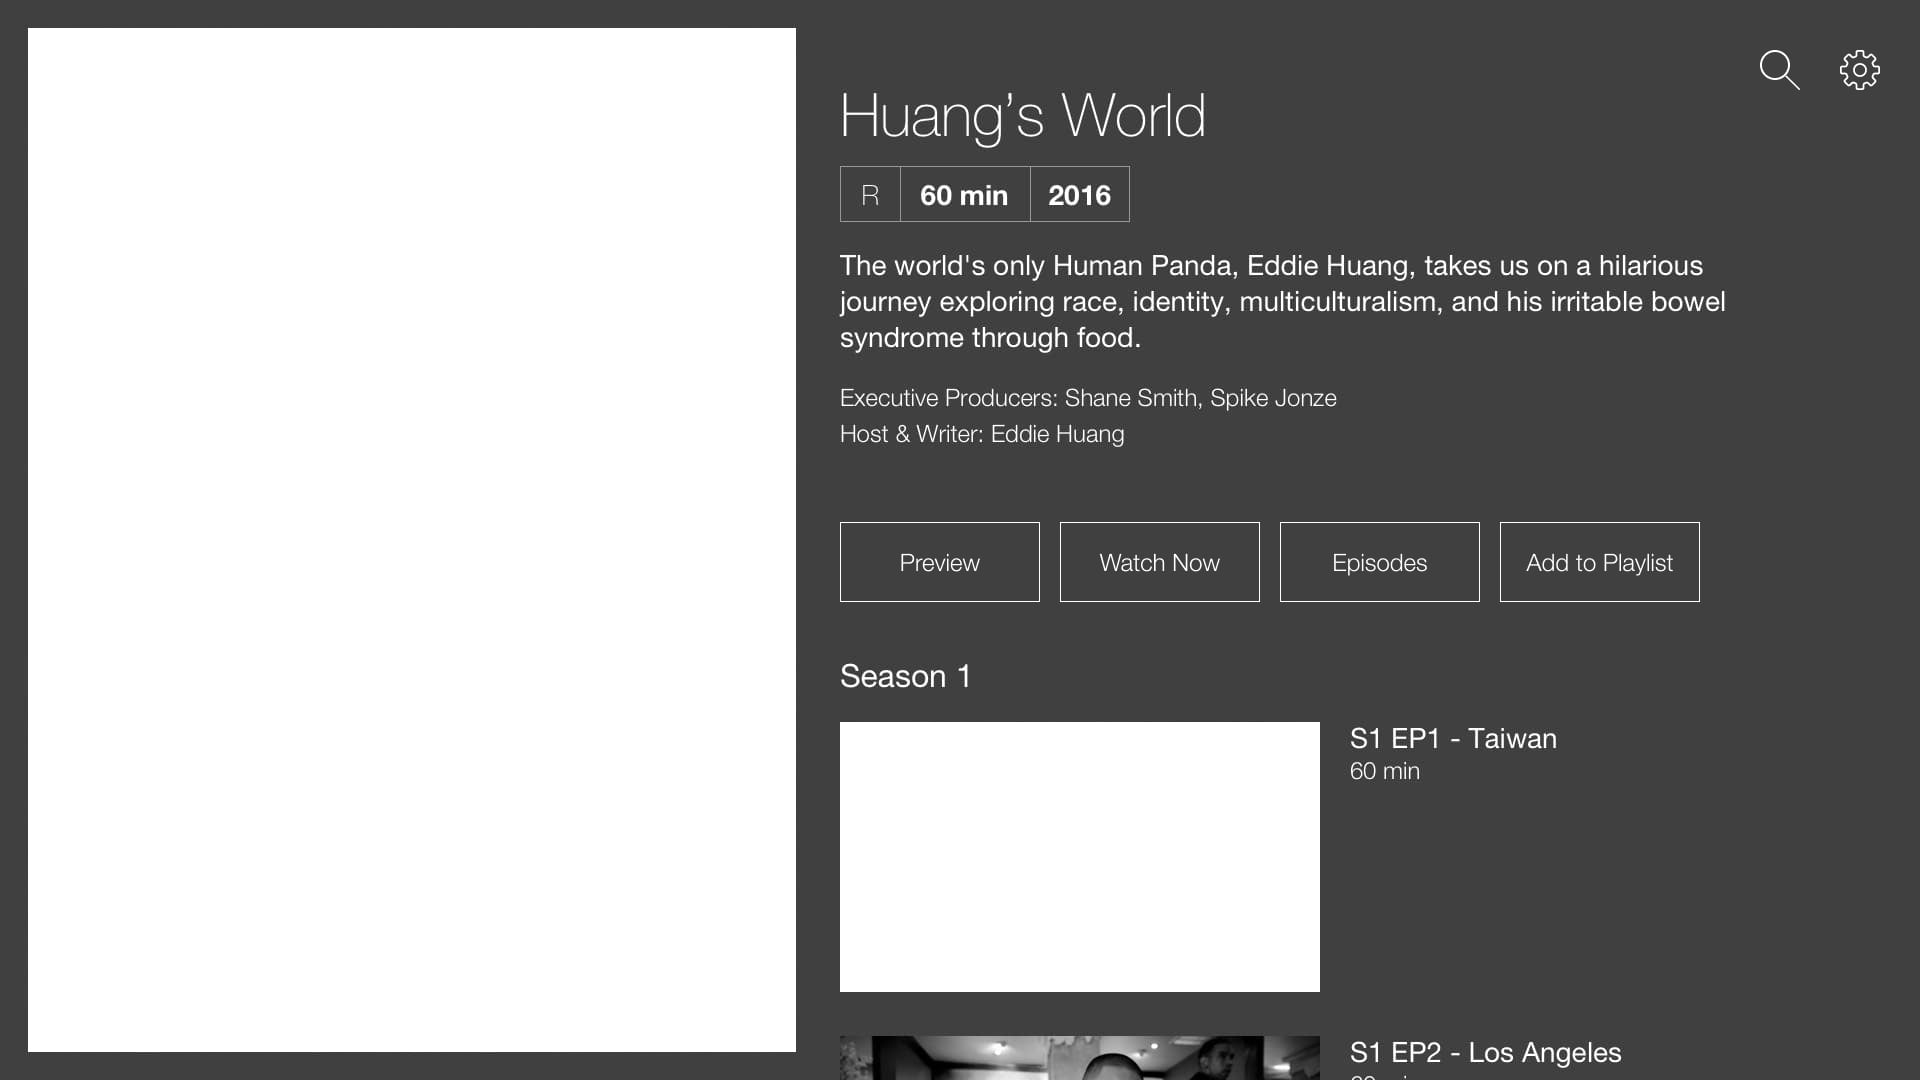 Huang’s World
R 60 min 2016
The world's only Human Panda, Eddie Huang, takes us on a hilarious
journey exploring race, identity, multiculturalism, and his irritable bowel
syndrome through food.
Executive Producers: Shane Smith, Spike Jonze
Host & Writer: Eddie Huang
Preview Watch Now Episodes Add to Playlist
Season 1
S1 EP1 - Taiwan
60 min
S1 EP2 - Los Angeles